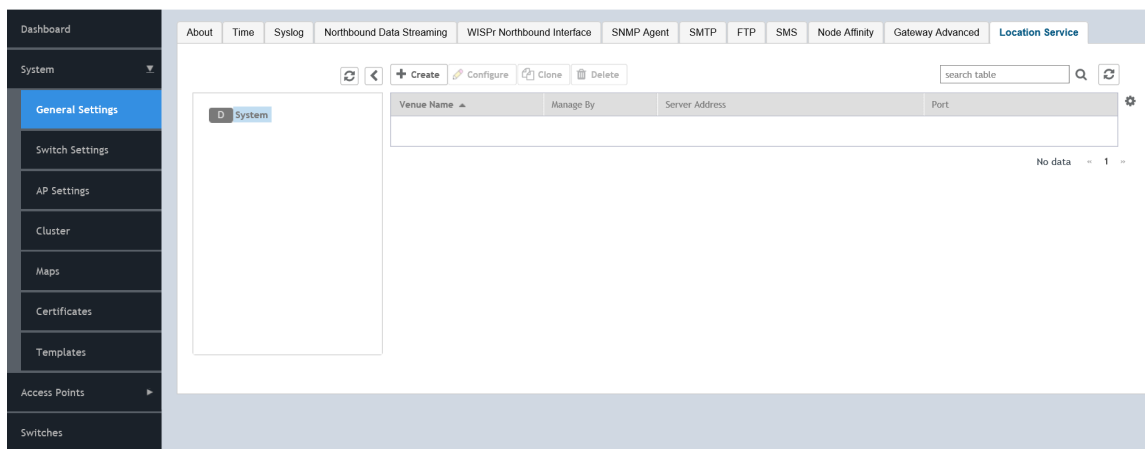 Dashboard
About Time Syslog Northbound Data Streaming WISPr Northbound Interface SNMP Agent SMTP FTP SMS Node Affinity Gateway Advanced Location Service
System
Create Configure Clone Delete search table
General Settings
D System
Venue Name Manage By Server Address Port
Switch Settings
No data « 1 »
AP Settings
Cluster
Maps
Certificates
Templates
Access Points
Switches